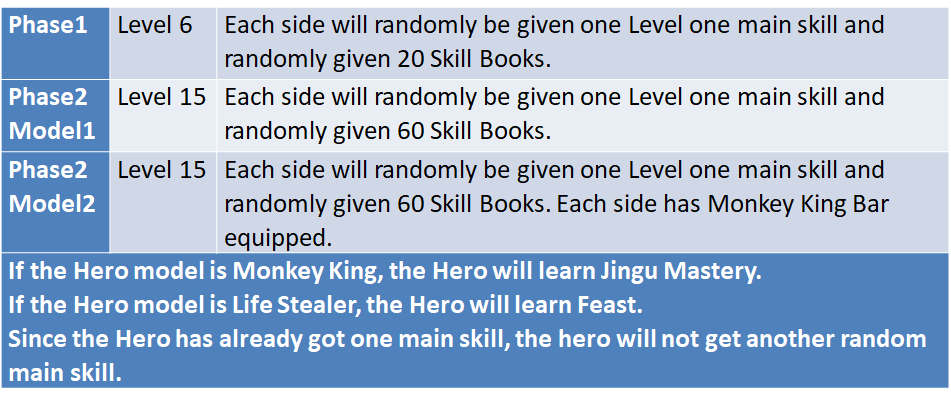 Phase1 Level 6 Each side will randomly be given one Level one main skill and
randomly given 20 Skill Books.
Phase2 Level 15 Each side will randomly be given one Level one main skill and
Model1 randomly given 60 Skill Books.
Phase2 Level 15 Each side will randomly be given one Level one main skill and
Model2 randomly given 60 Skill Books. Each side has Monkey King Bar
equipped.
If the Hero model is Monkey King, the Hero will learn Jingu Mastery.
If the Hero model is Life Stealer, the Hero will learn Feast.
Since the Hero has already got one main skill, the hero will not get another random
main skill.